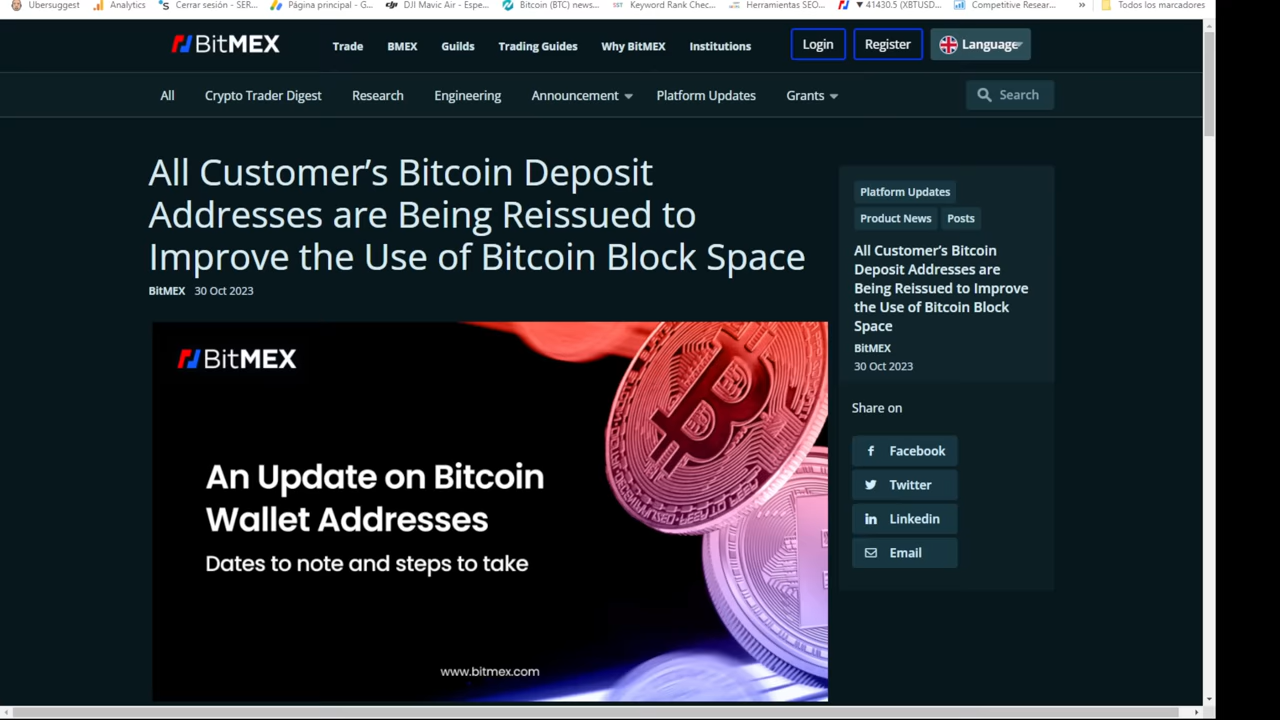 Ubersuggest Analytics Cerrar sesión - SER... Página principal - G... DJI Mavic Air - Espe... Bitcoin (BTC) news... Keyword Rank Chec... Herramientas SEO... ▼ 41430.5 (XBTUSD... Competitive Resear... » Todos los marcadores
BitMEX Trade BMEX Guilds Trading Guides Why BitMEX Institutions Login Register Language
All Crypto Trader Digest Research Engineering Announcement Platform Updates Grants Search
All Customer’s Bitcoin Deposit
Addresses are Being Reissued to
Improve the Use of Bitcoin Block Space
BitMEX 30 Oct 2023
BitMEX
An Update on Bitcoin
Wallet Addresses
Dates to note and steps to take
www.bitmex.com
Platform Updates
Product News Posts
All Customer’s Bitcoin
Deposit Addresses are
Being Reissued to Improve
the Use of Bitcoin Block
Space
BitMEX
30 Oct 2023
Share on
Facebook
Twitter
Linkedin
Email